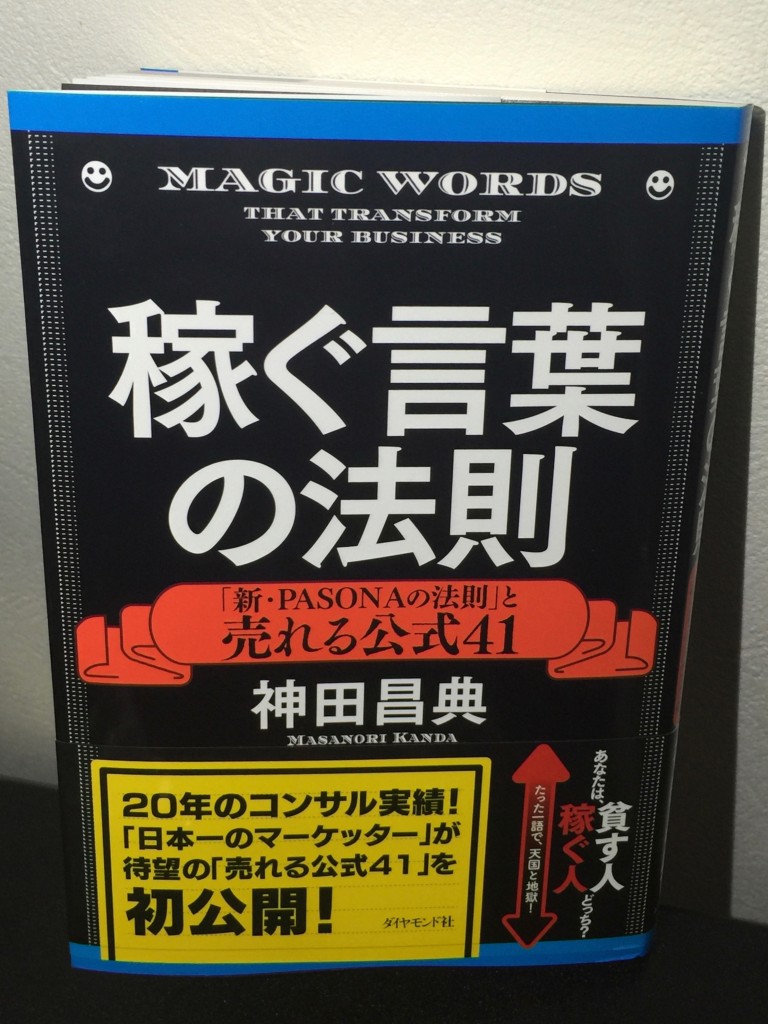 MAGIC WORDS
THAT TRANSFORM
YOUR BUSINESS
稼ぐ言葉
の法則
「新・PASONAの法則」と
売れる公式41
神田昌典
MASANORI KANDA
20年のコンサル実績!
「日本一のマーケッター」が
待望の「売れる公式41」を
初公開!
ダイヤモンド社
あなたは、貧す人
稼ぐ人どっち?
たった一語で、天国と地獄!